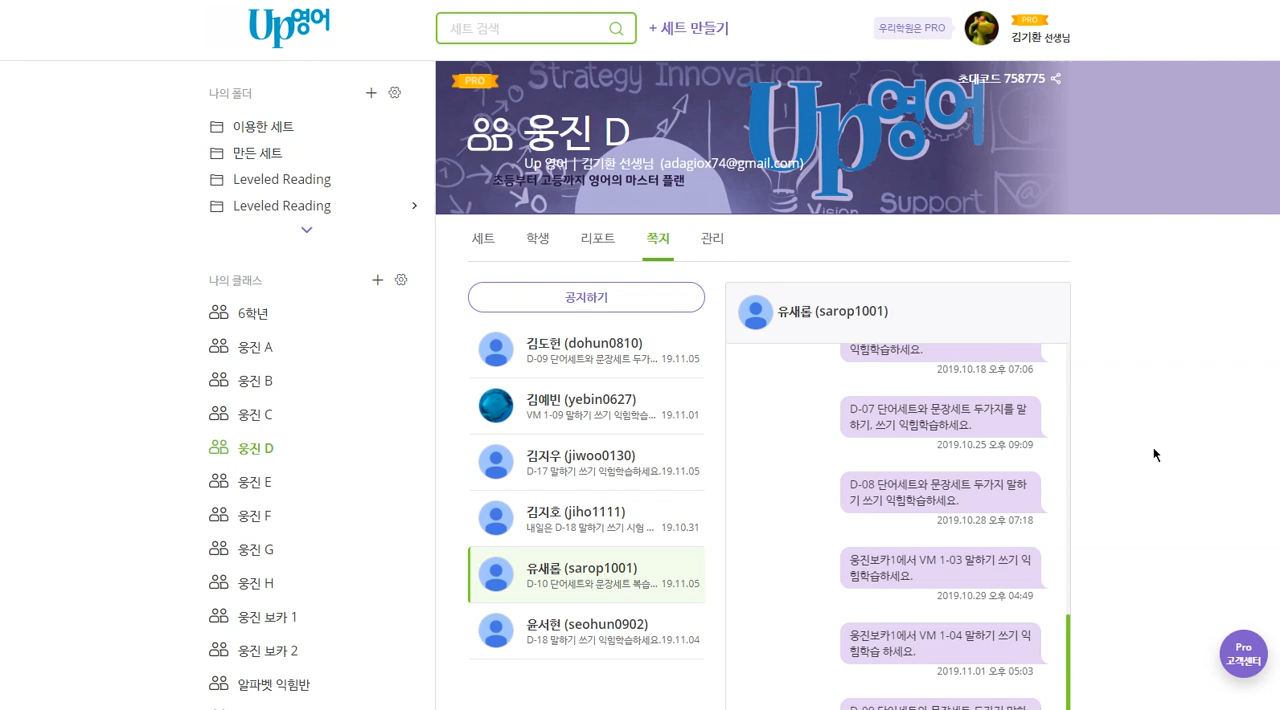 Up영어
세트 검색
+ 세트 만들기
우리학원은 PRO
PRO
김기환 선생님
나의 폴더
이용한 세트
만든 세트
Leveled Reading
Leveled Reading
나의 클래스
6학년
웅진 A
웅진 B
웅진 C
웅진 D
웅진 E
웅진 F
웅진 G
웅진 H
웅진 보카 1
웅진 보카 2
알파벳 익힘반
PRO
Strategy Innovation
초대코드 758775
웅진 D
Up영어
Up 영어 | 김기환 선생님 (adagiox74@gmail.com)
초등부터 고등까지 영어의 마스터 플랜
Vision
Support
세트
학생
리포트
쪽지
관리
공지하기
김도현 (dohun0810)
D-09 단어세트와 문장세트 두가... 19.11.05
김예빈 (yebin0627)
VM 1-09 말하기 쓰기 익힘학습... 19.11.01
김지우 (jiwoo0130)
D-17 말하기 쓰기 익힘학습하세요. 19.11.05
김지호 (jiho1111)
내일은 D-18 말하기 쓰기 시험 ... 19.10.31
유새롭 (sarop1001)
D-10 단어세트와 문장세트 복습... 19.11.05
윤서현 (seohun0902)
D-18 말하기 쓰기 익힘학습하세요. 19.11.04
유새롭 (sarop1001)
익힘학습하세요.
2019.10.18 오후 07:06
D-07 단어세트와 문장세트 두가지를 말
하기, 쓰기 익힘학습하세요.
2019.10.25 오후 09:09
D-08 단어세트와 문장세트 두가지 말하
기 쓰기 익힘학습하세요.
2019.10.28 오후 07:18
웅진보카1에서 VM 1-03 말하기 쓰기 익
힘학습하세요.
2019.10.29 오후 04:49
웅진보카1에서 VM 1-04 말하기 쓰기 익
힘학습 하세요.
2019.11.01 오후 05:03
Pro
고객센터